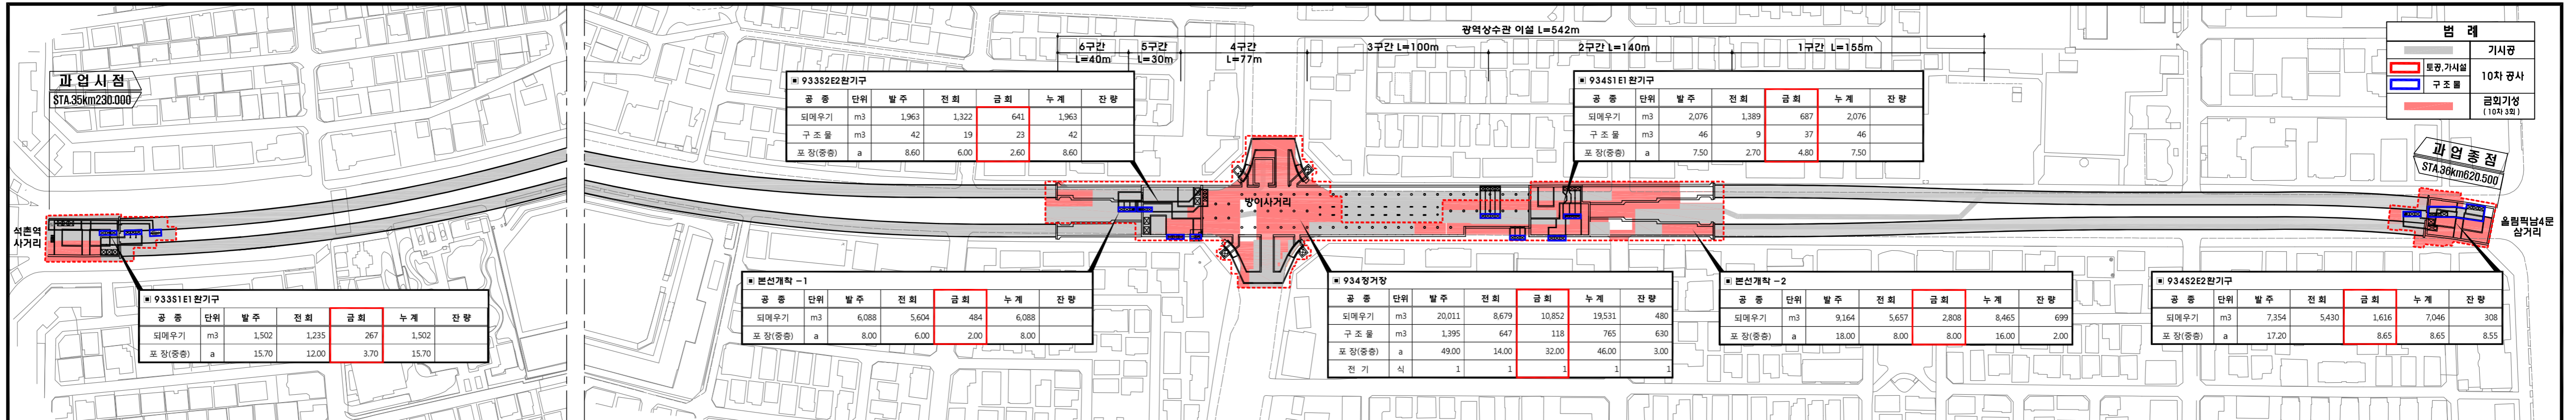 광역상수관 이설 L=542m
6구간 L=40m
5구간 L=30m
4구간 L=77m
3구간 L=100m
2구간 L=140m
1구간 L=155m
범 례
기시공
토공,가시설
구 조 물
10차 공사
금회기성
(10차 3회)
과 업 시 점
STA.35km230.000
과 업 종 점
STA.36km620.500
석촌역
사거리
방이사거리
올림픽남4문
삼거리
▣ 933S2E2환기구
공 종 단위 발 주 전 회 금 회 누 계 잔 량
되메우기 m3 1,963 1,322 641 1,963
구 조 물 m3 42 19 23 42
포 장(중층) a 8.60 6.00 2.60 8.60
▣ 934S1E1환기구
공 종 단위 발 주 전 회 금 회 누 계 잔 량
되메우기 m3 2,076 1,389 687 2,076
구 조 물 m3 46 9 37 46
포 장(중층) a 7.50 2.70 4.80 7.50
▣ 933S1E1환기구
공 종 단위 발 주 전 회 금 회 누 계 잔 량
되메우기 m3 1,502 1,235 267 1,502
포 장(중층) a 15.70 12.00 3.70 15.70
▣ 본선개착 -1
공 종 단위 발 주 전 회 금 회 누 계 잔 량
되메우기 m3 6,088 5,604 484 6,088
포 장(중층) a 8.00 6.00 2.00 8.00
▣ 934정거장
공 종 단위 발 주 전 회 금 회 누 계 잔 량
되메우기 m3 20,011 8,679 10,852 19,531 480
구 조 물 m3 1,395 647 118 765 630
포 장(중층) a 49.00 14.00 32.00 46.00 3.00
전 기 식 1 1 1 1 1
▣ 본선개착 -2
공 종 단위 발 주 전 회 금 회 누 계 잔 량
되메우기 m3 9,164 5,657 2,808 8,465 699
포 장(중층) a 18.00 8.00 8.00 16.00 2.00
▣ 934S2E2환기구
공 종 단위 발 주 전 회 금 회 누 계 잔 량
되메우기 m3 7,354 5,430 1,616 7,046 308
포 장(중층) a 17.20 8.65 8.65 8.55